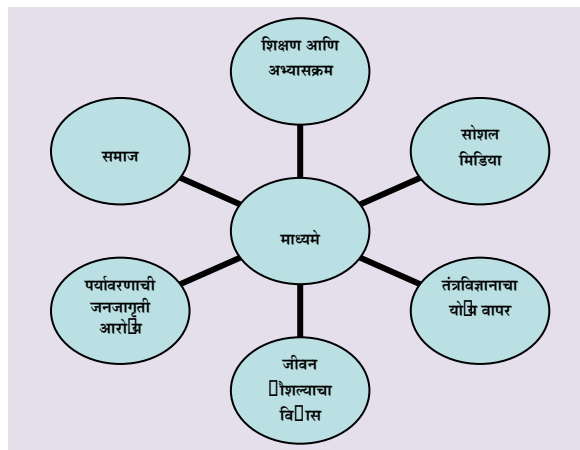 शिक्षण आणि
अभ्यासक्रम
समाज
सोशल
मिडिया
माध्यमे
पर्यावरणाची
जनजागृती
तंत्रविज्ञानाचा
वापर
जीवन